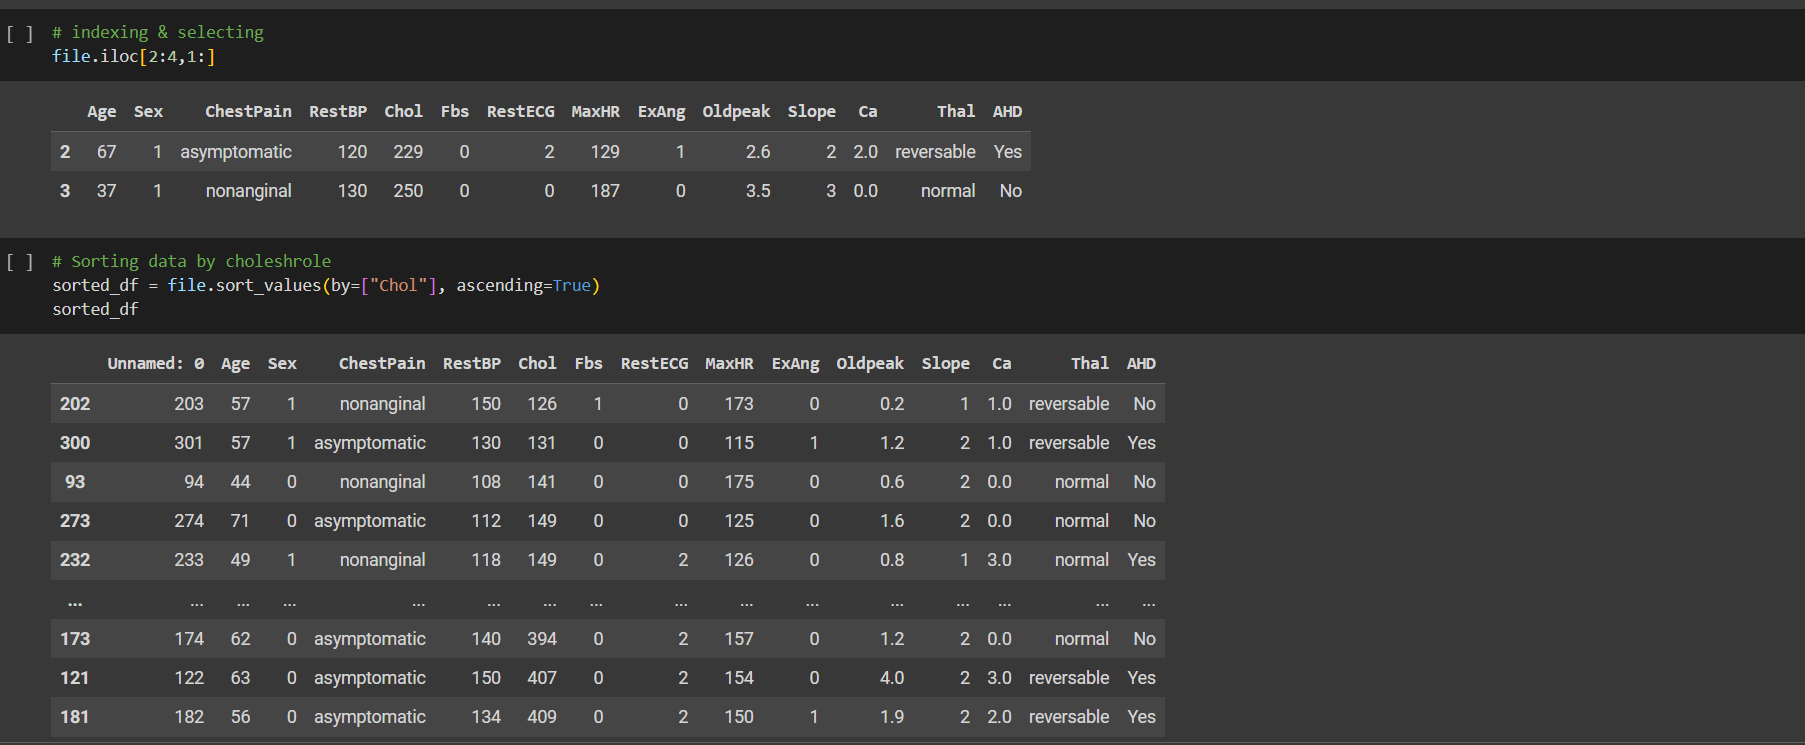 [ ] # indexing & selecting
file.iloc[2:4,1:]
Age Sex ChestPain RestBP Chol Fbs RestECG MaxHR ExAng Oldpeak Slope Ca Thal AHD
2 67 1 asymptomatic 120 229 0 2 129 1 2.6 2 2.0 reversable Yes
3 37 1 nonanginal 130 250 0 0 187 0 3.5 3 0.0 normal No
[ ] # Sorting data by choleshrole
sorted_df = file.sort_values(by=["Chol"], ascending=True)
sorted_df
Unnamed: 0 Age Sex ChestPain RestBP Chol Fbs RestECG MaxHR ExAng Oldpeak Slope Ca Thal AHD
202 203 57 1 nonanginal 150 126 1 0 173 0 0.2 1 1.0 reversable No
300 301 57 1 asymptomatic 130 131 0 0 115 1 1.2 2 1.0 reversable Yes
93 94 44 0 nonanginal 108 141 0 0 175 0 0.6 2 0.0 normal No
273 274 71 0 asymptomatic 112 149 0 0 125 0 1.6 2 0.0 normal No
232 233 49 1 nonanginal 118 149 0 2 126 0 0.8 1 3.0 normal Yes
... ... ... ... ... ... ... ... ... ... ... ... ... ... ... ...
173 174 62 0 asymptomatic 140 394 0 2 157 0 1.2 2 0.0 normal No
121 122 63 0 asymptomatic 150 407 0 2 154 0 4.0 2 3.0 reversable Yes
181 182 56 0 asymptomatic 134 409 0 2 150 1 1.9 2 2.0 reversable Yes